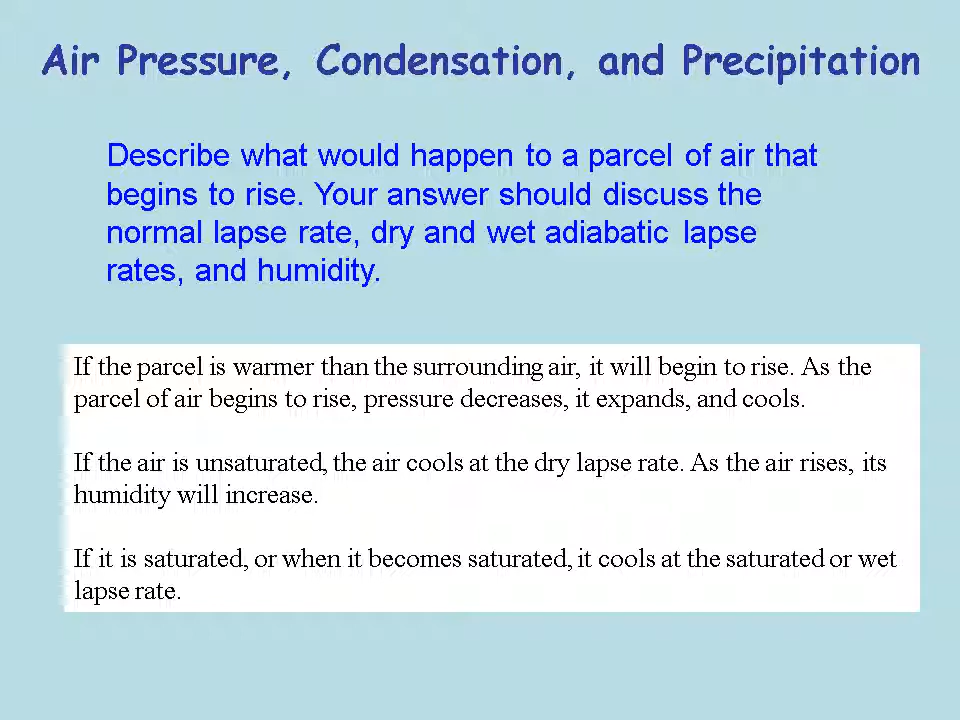 Air Pressure, Condensation, and Precipitation
Describe what would happen to a parcel of air that
begins to rise. Your answer should discuss the
normal lapse rate, dry and wet adiabatic lapse
rates, and humidity.
If the parcel is warmer than the surrounding air, it will begin to rise. As the
parcel of air begins to rise, pressure decreases, it expands, and cools.
If the air is unsaturated, the air cools at the dry lapse rate. As the air rises, its
humidity will increase.
If it is saturated, or when it becomes saturated, it cools at the saturated or wet
lapse rate.